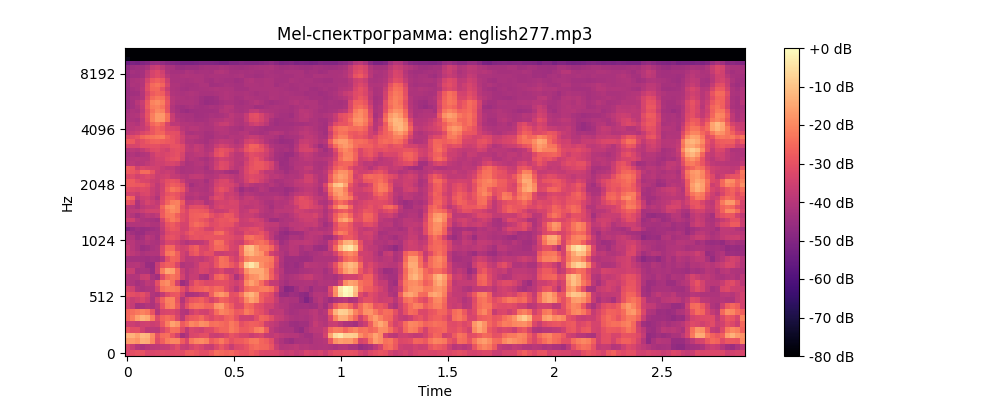 Mel-спектрограмма: english277.mp3
Hz
8192
4096
2048
1024
512
0
0
0.5
1
1.5
2
2.5
Time
+0 dB
-10 dB
-20 dB
-30 dB
-40 dB
-50 dB
-60 dB
-70 dB
-80 dB